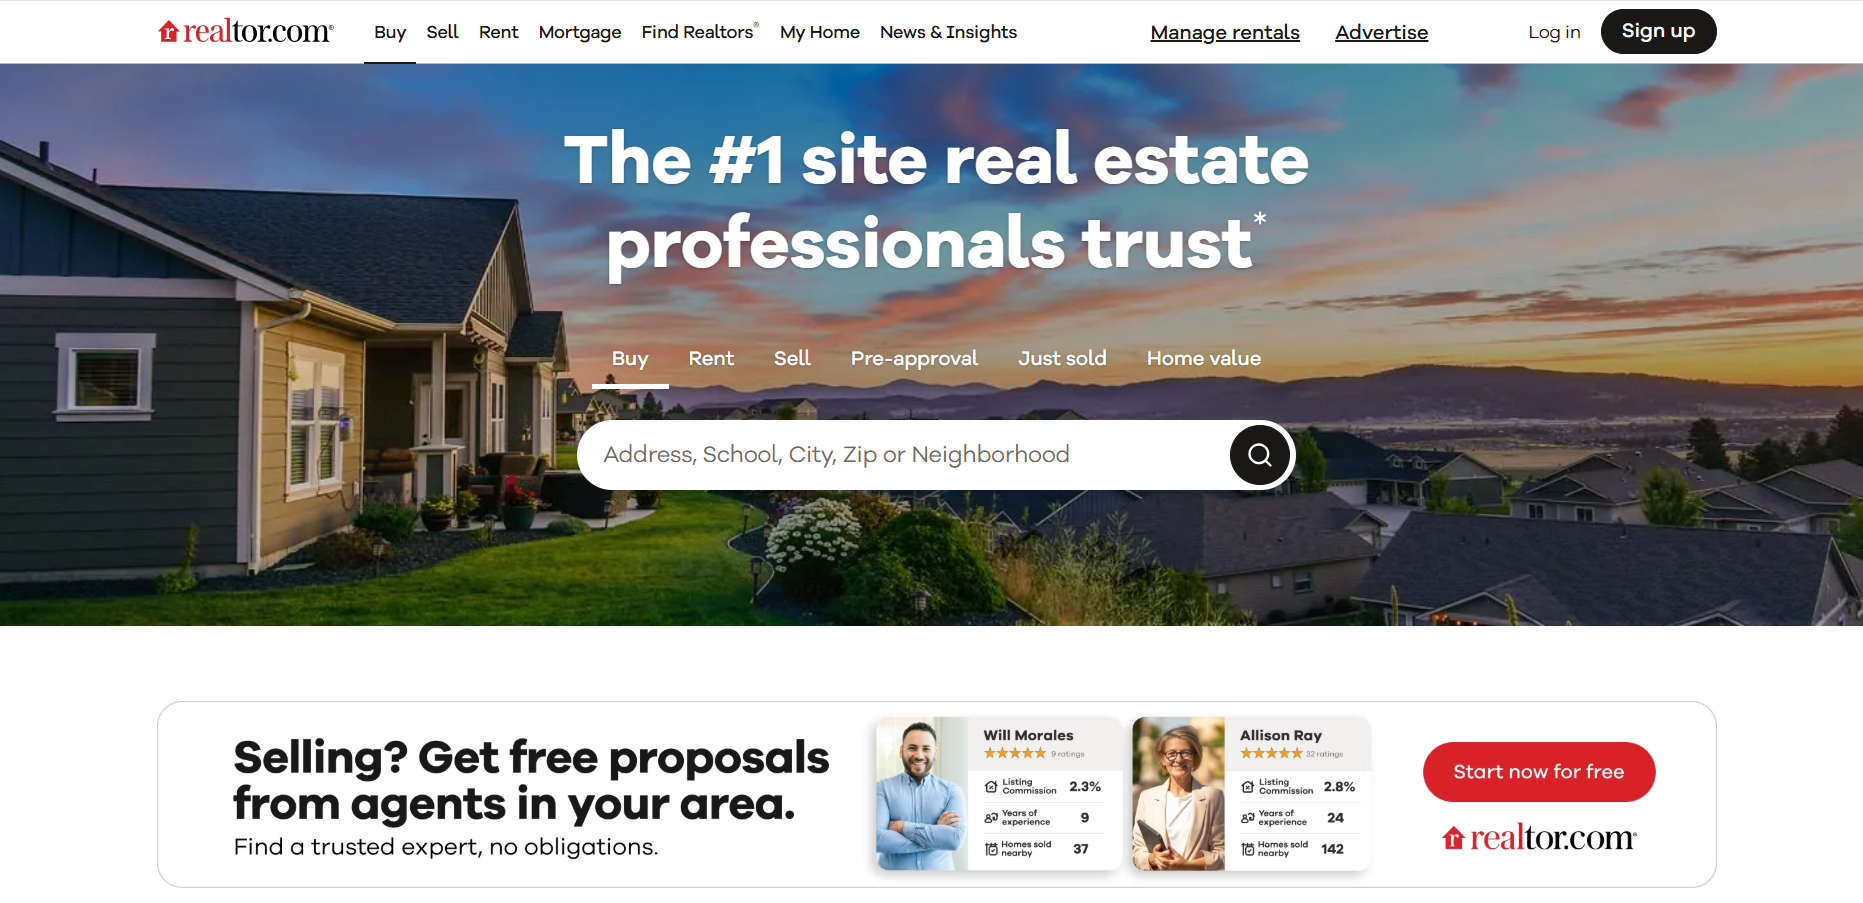 realtor.com®
Buy Sell Rent Mortgage Find Realtors® My Home News & Insights
Manage rentals Advertise
Log in Sign up
The #1 site real estate
professionals trust*
Buy Rent Sell Pre-approval Just sold Home value
Address, School, City, Zip or Neighborhood
Selling? Get free proposals
from agents in your area.
Find a trusted expert, no obligations.
Will Morales
9 ratings
Listing
Commission 2.3%
Years of
experience 9
Homes sold
nearby 37
Allison Ray
32 ratings
Listing
Commission 2.8%
Years of
experience 24
Homes sold
nearby 142
Start now for free
realtor.com®